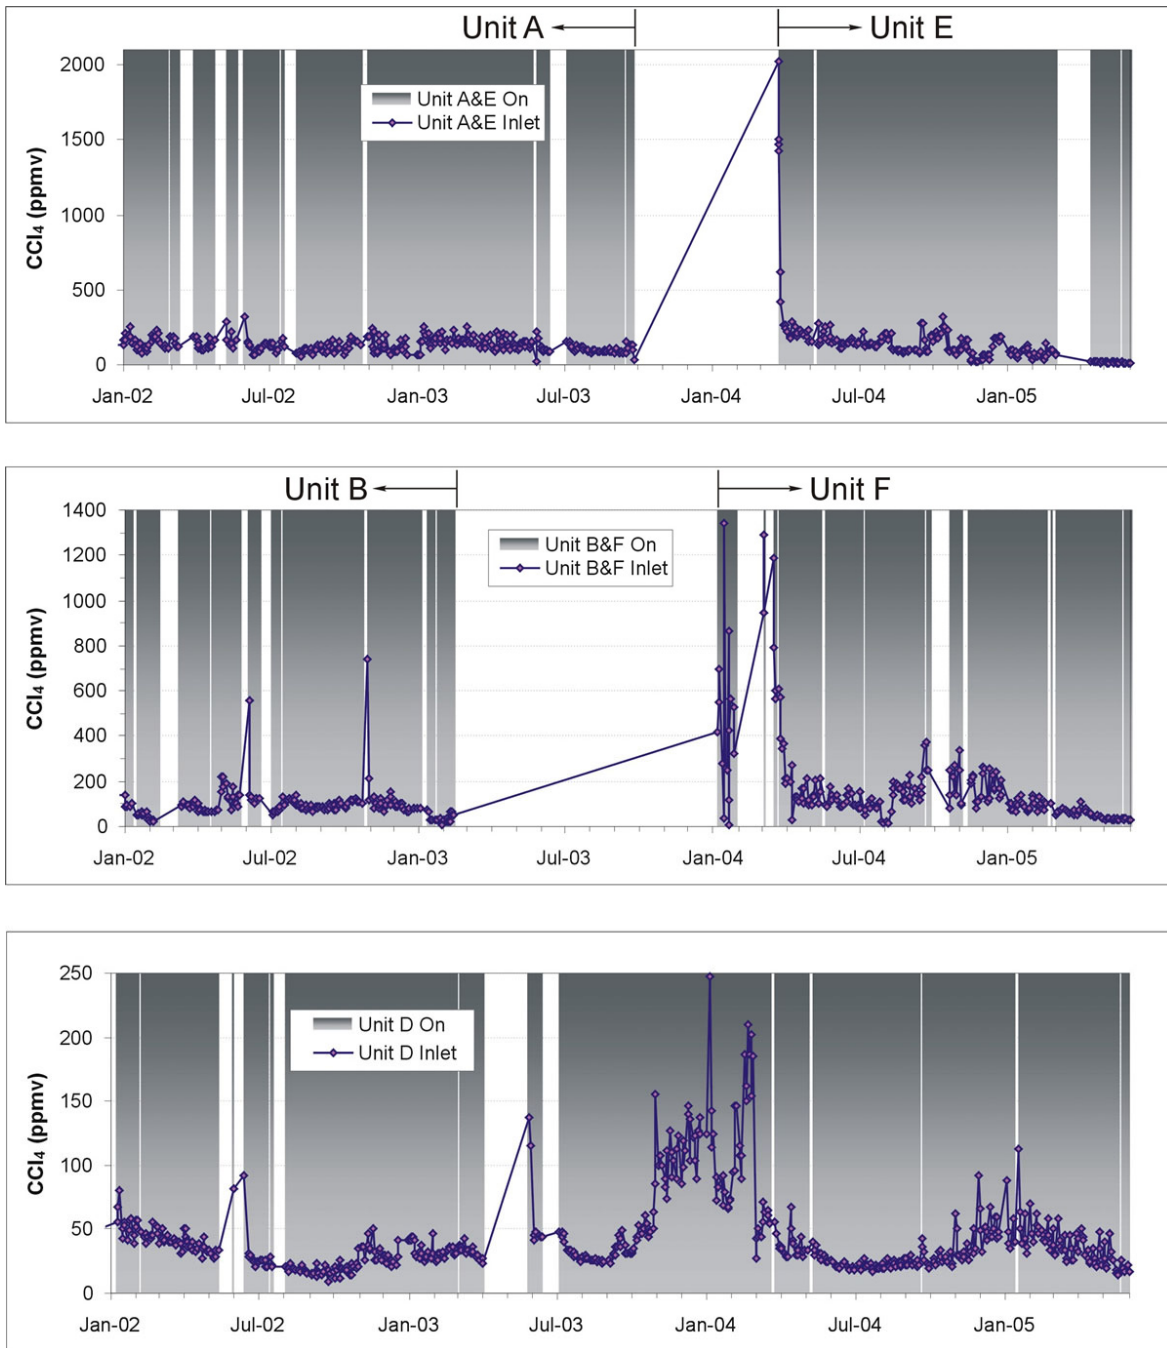 Unit A Unit E
2000
1500
1000
500
0
CCl₄ (ppmv)
Unit A&E On
Unit A&E Inlet
Jan-02 Jul-02 Jan-03 Jul-03 Jan-04 Jul-04 Jan-05
Unit B Unit F
1400
1200
1000
800
600
400
200
0
CCl₄ (ppmv)
Unit B&F On
Unit B&F Inlet
Jan-02 Jul-02 Jan-03 Jul-03 Jan-04 Jul-04 Jan-05
250
200
150
100
50
0
CCl₄ (ppmv)
Unit D On
Unit D Inlet
Jan-02 Jul-02 Jan-03 Jul-03 Jan-04 Jul-04 Jan-05